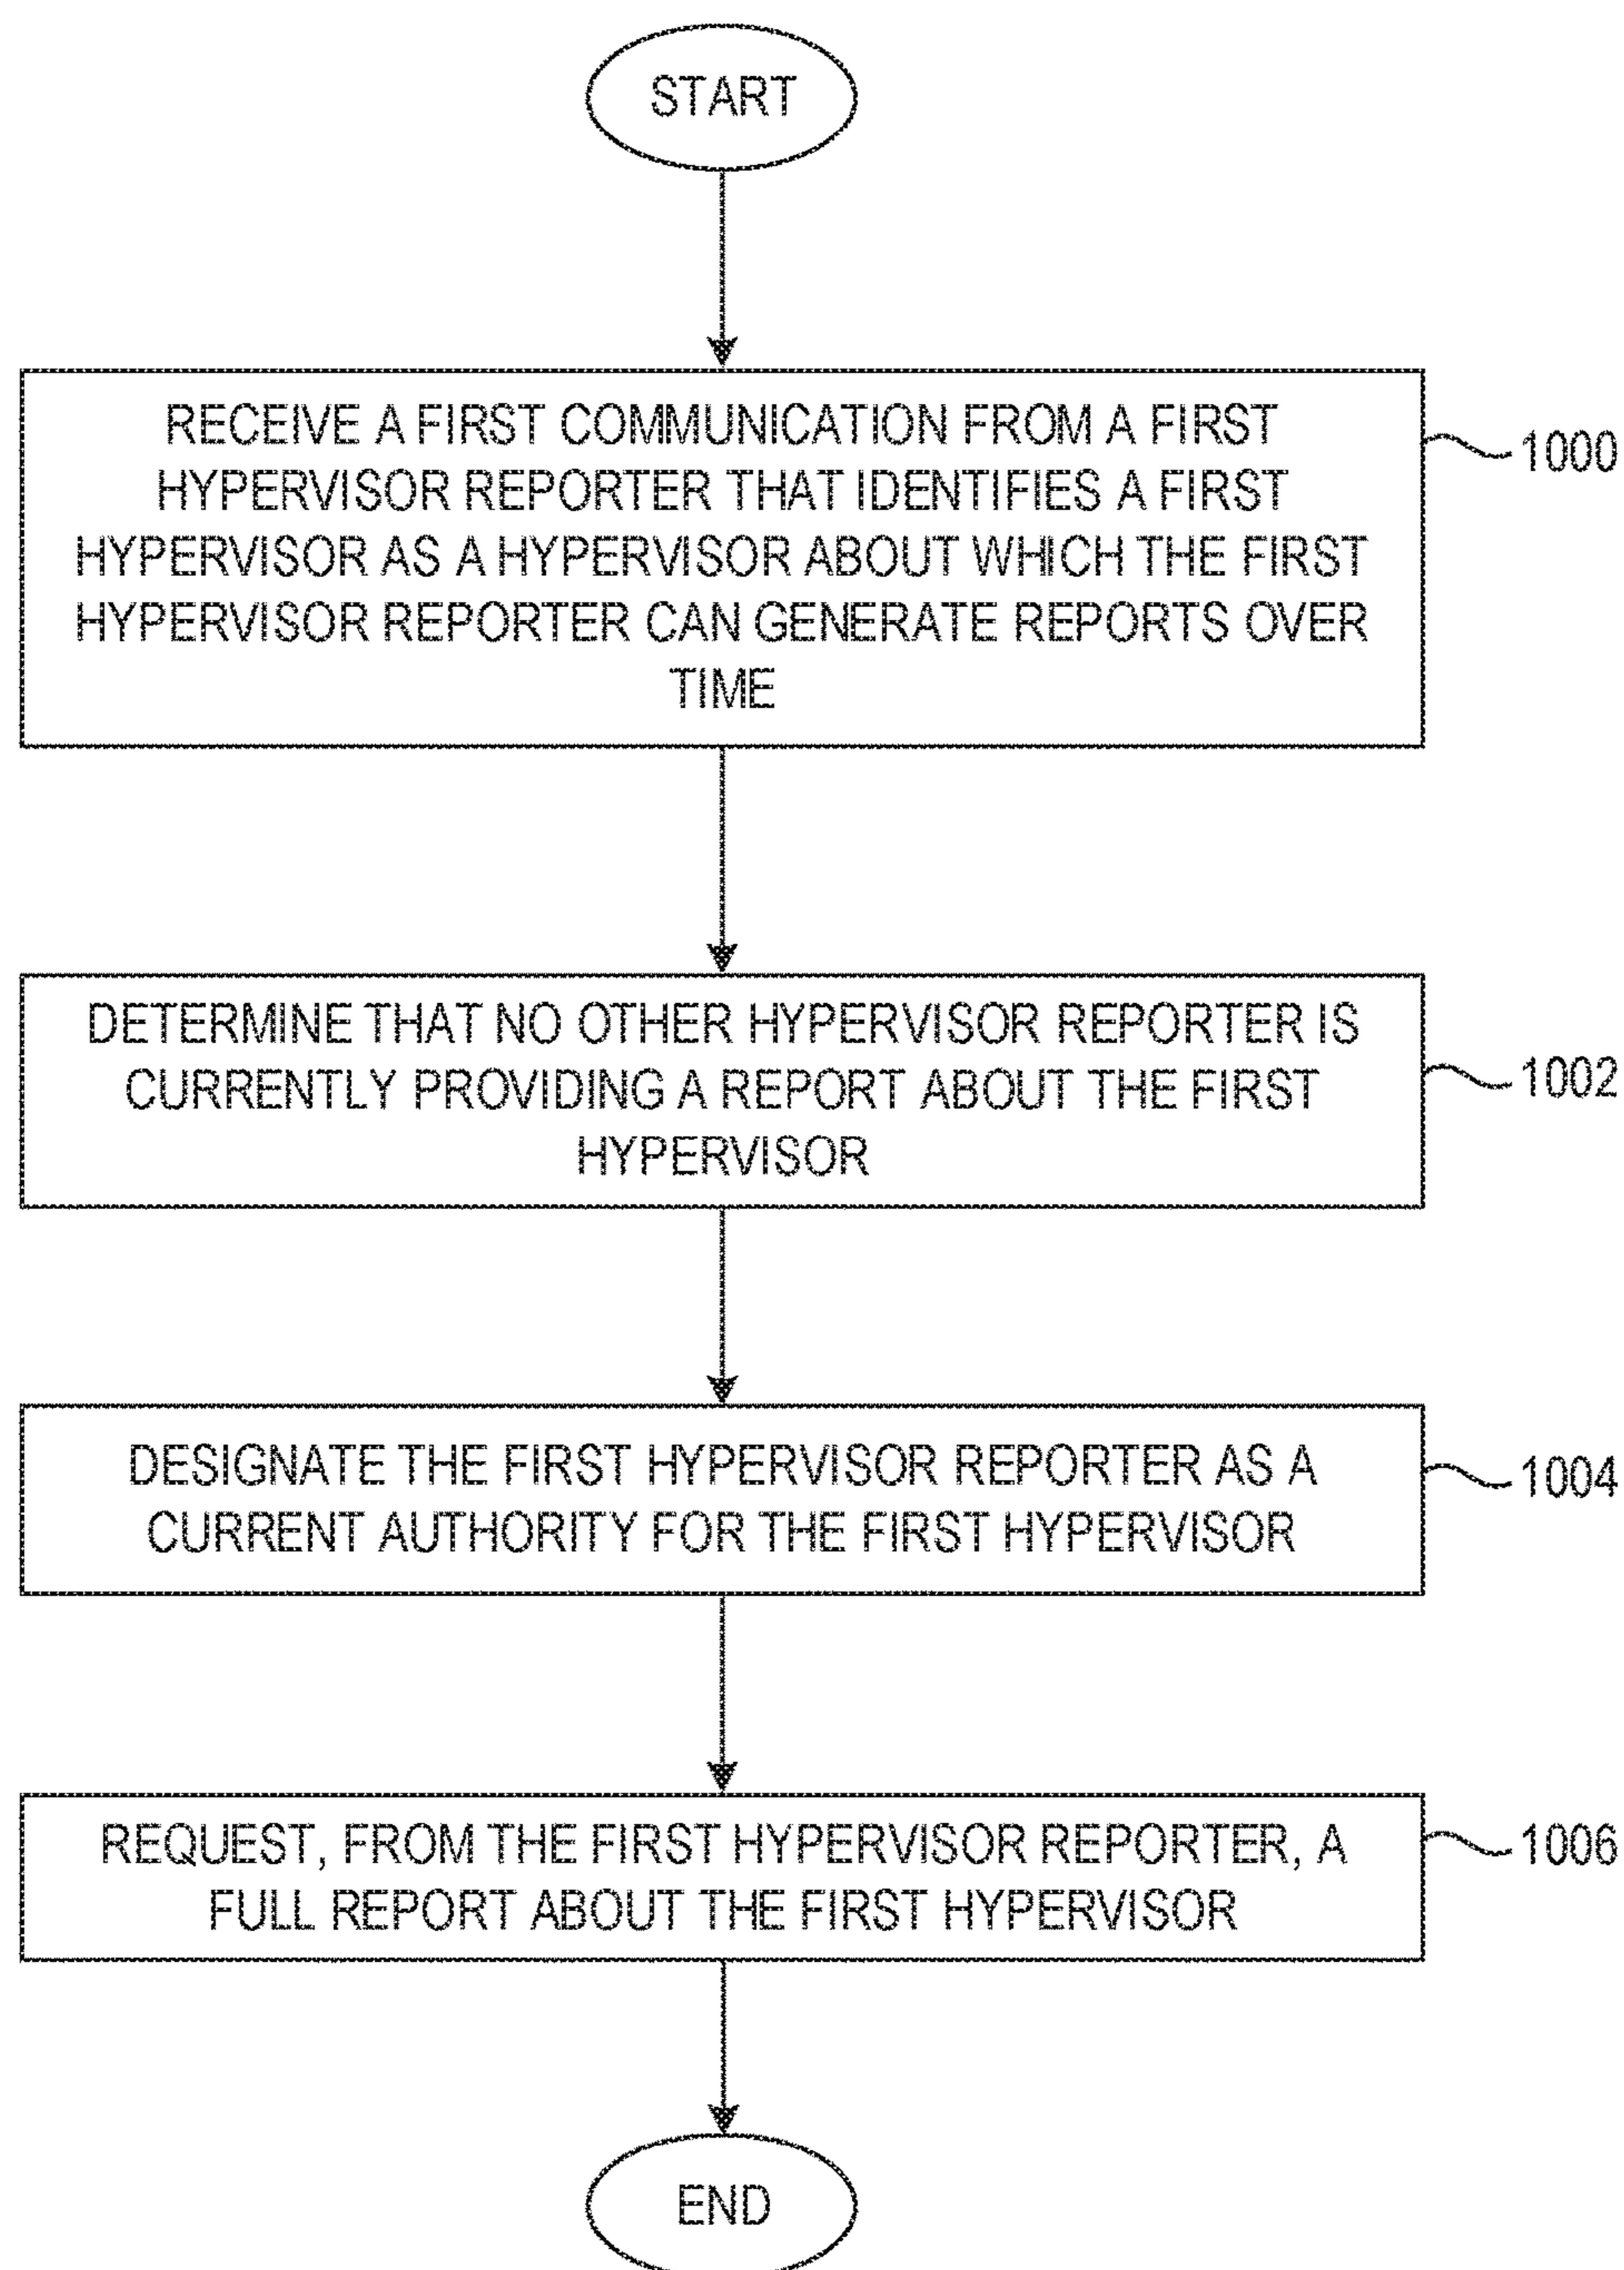 START
RECEIVE A FIRST COMMUNICATION FROM A FIRST
HYPERVISOR REPORTER THAT IDENTIFIES A FIRST
HYPERVISOR AS A HYPERVISOR ABOUT WHICH THE FIRST
HYPERVISOR REPORTER CAN GENERATE REPORTS OVER
TIME
1000
DETERMINE THAT NO OTHER HYPERVISOR REPORTER IS
CURRENTLY PROVIDING A REPORT ABOUT THE FIRST
HYPERVISOR
1002
DESIGNATE THE FIRST HYPERVISOR REPORTER AS A
CURRENT AUTHORITY FOR THE FIRST HYPERVISOR
1004
REQUEST, FROM THE FIRST HYPERVISOR REPORTER, A
FULL REPORT ABOUT THE FIRST HYPERVISOR
1006
END